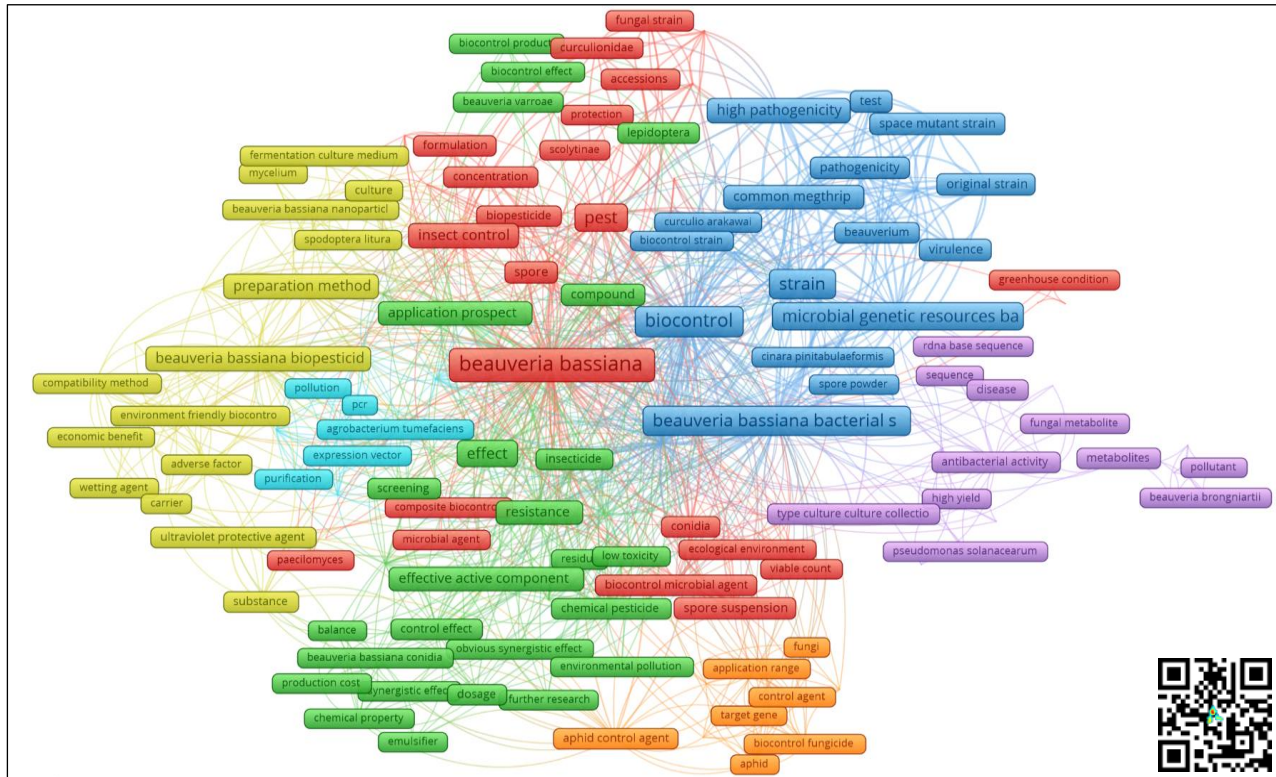 fungal strain
biocontrol product
curculionidae
biocontrol effect
accessions
beauveria varroae
protection
high pathogenicity
test
space mutant strain
lepidoptera
formulation
scolytinae
fermentation culture medium
mycelium
concentration
pathogenicity
original strain
culture
common megthrip
beauveria bassiana nanoparticl
biopesticide
pest
curculio arakawai
beauverium
spodoptera litura
insect control
biocontrol strain
virulence
spore
greenhouse condition
preparation method
compound
strain
application prospect
biocontrol
microbial genetic resources ba
rdna base sequence
beauveria bassiana biopesticid
beauveria bassiana
cinara pinitabulaeformis
sequence
compatibility method
pollution
spore powder
disease
pcr
environment friendly biocontro
agrobacterium tumefaciens
beauveria bassiana bacterial s
fungal metabolite
economic benefit
expression vector
effect
insecticide
antibacterial activity
metabolites
adverse factor
pollutant
purification
wetting agent
screening
high yield
beauveria brongniartii
carrier
composite biocontro
resistance
type culture culture collectio
conidia
ultraviolet protective agent
microbial agent
paecilomyces
residu
low toxicity
ecological environment
pseudomonas solanacearum
viable count
effective active component
biocontrol microbial agent
substance
chemical pesticide
spore suspension
balance
control effect
fungi
obvious synergistic effect
beauveria bassiana conidia
environmental pollution
application range
production cost
synergistic effec
dosage
further research
control agent
chemical property
target gene
emulsifier
aphid control agent
biocontrol fungicide
aphid